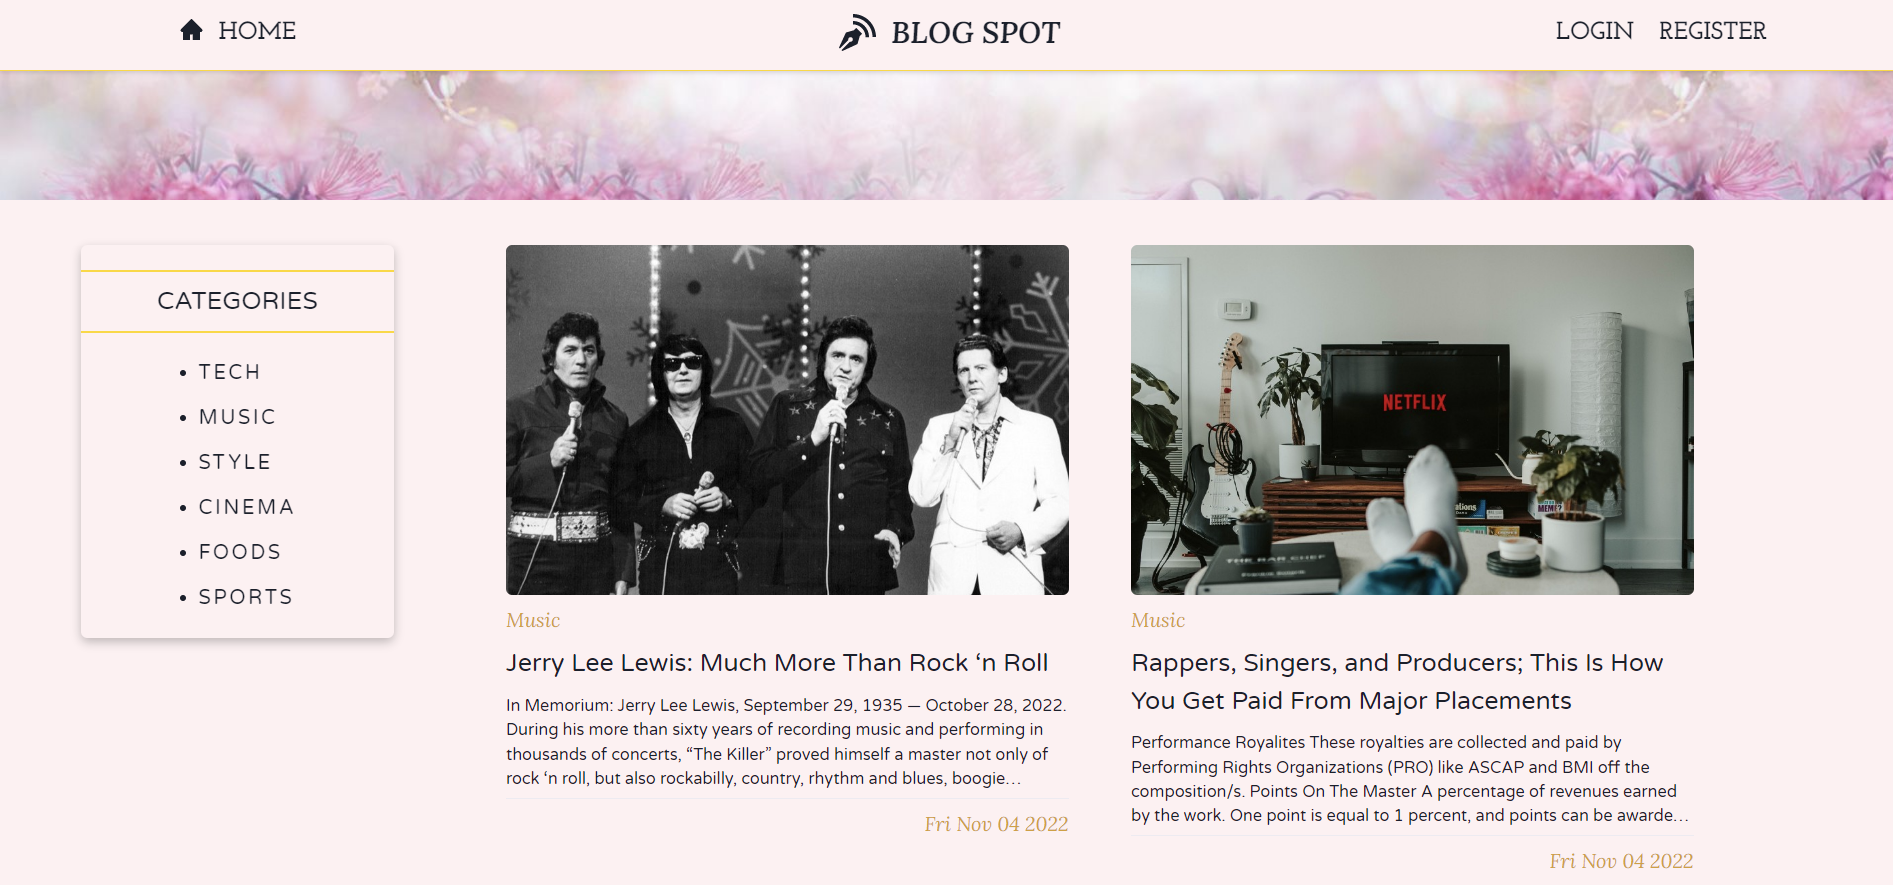 HOME
BLOG SPOT
LOGIN REGISTER
CATEGORIES
TECH
MUSIC
STYLE
CINEMA
FOODS
SPORTS
Music
Jerry Lee Lewis: Much More Than Rock ‘n Roll
In Memorium: Jerry Lee Lewis, September 29, 1935 — October 28, 2022.
During his more than sixty years of recording music and performing in
thousands of concerts, “The Killer” proved himself a master not only of
rock ‘n roll, but also rockabilly, country, rhythm and blues, boogie…
Fri Nov 04 2022
NETFLIX
MEME?
THE BAR CHEF
Music
Rappers, Singers, and Producers; This Is How
You Get Paid From Major Placements
Performance Royalites These royalties are collected and paid by
Performing Rights Organizations (PRO) like ASCAP and BMI off the
composition/s. Points On The Master A percentage of revenues earned
by the work. One point is equal to 1 percent, and points can be awarde…
Fri Nov 04 2022